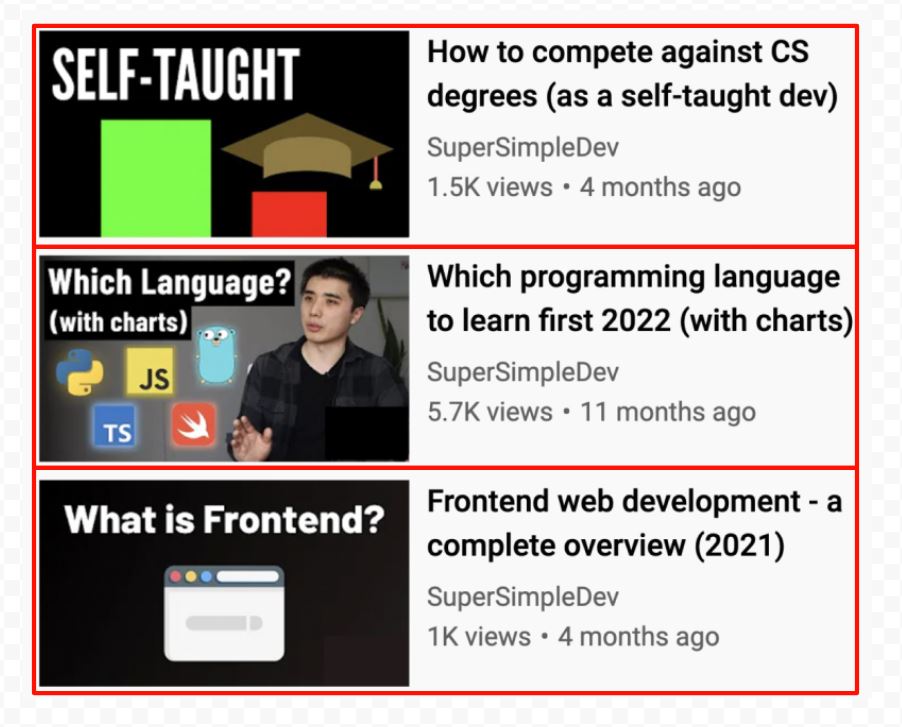 SELF-TAUGHT
How to compete against CS
degrees (as a self-taught dev)
SuperSimpleDev
1.5K views • 4 months ago
Which Language?
(with charts)
JS
TS
Which programming language
to learn first 2022 (with charts)
SuperSimpleDev
5.7K views • 11 months ago
What is Frontend?
Frontend web development - a
complete overview (2021)
SuperSimpleDev
1K views • 4 months ago